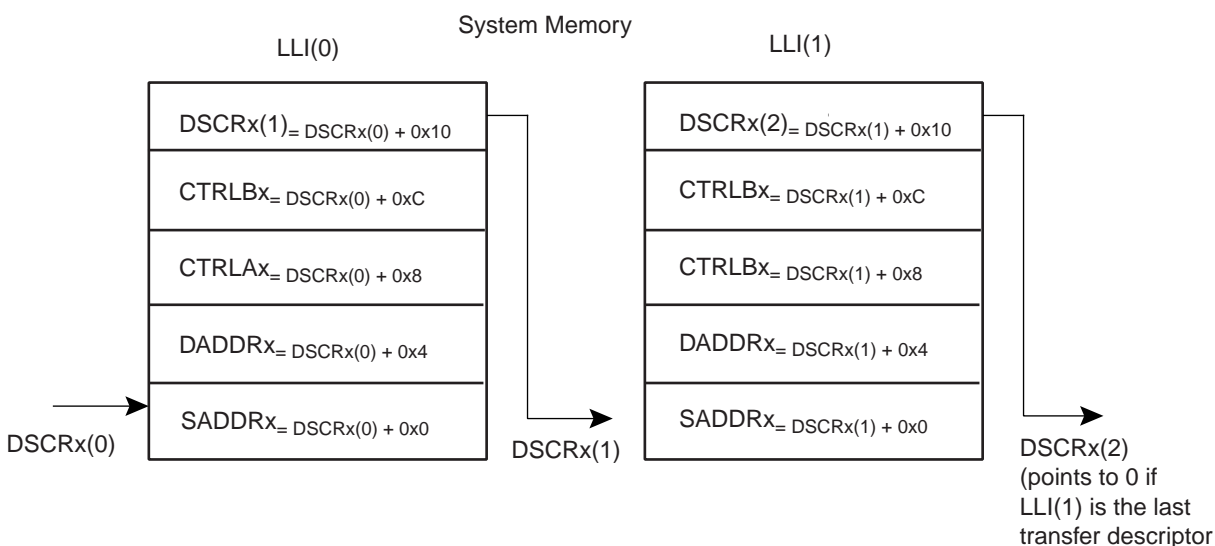 System Memory
LLI(0)
LLI(1)
DSCRx(1)= DSCRx(0) + 0x10
CTRLBx= DSCRx(0) + 0xC
CTRLAx= DSCRx(0) + 0x8
DADDRx= DSCRx(0) + 0x4
SADDRx= DSCRx(0) + 0x0
DSCRx(0)
DSCRx(1)
DSCRx(2)= DSCRx(1) + 0x10
CTRLBx= DSCRx(1) + 0xC
CTRLBx= DSCRx(1) + 0x8
DADDRx= DSCRx(1) + 0x4
SADDRx= DSCRx(1) + 0x0
DSCRx(2)
(points to 0 if
LLI(1) is the last
transfer descriptor